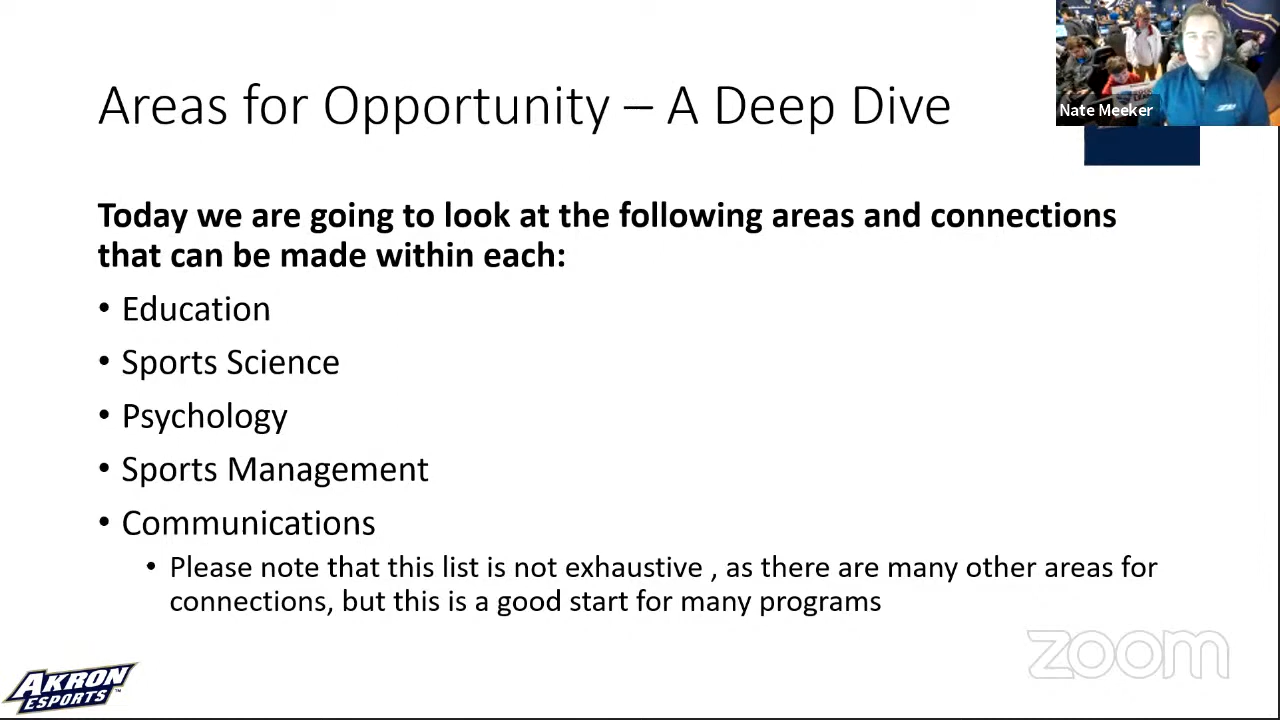 Areas for Opportunity – A Deep Dive
Nate Meeker
Today we are going to look at the following areas and connections
that can be made within each:
• Education
• Sports Science
• Psychology
• Sports Management
• Communications
• Please note that this list is not exhaustive , as there are many other areas for
connections, but this is a good start for many programs
zoom
AKRON
ESPORTS™